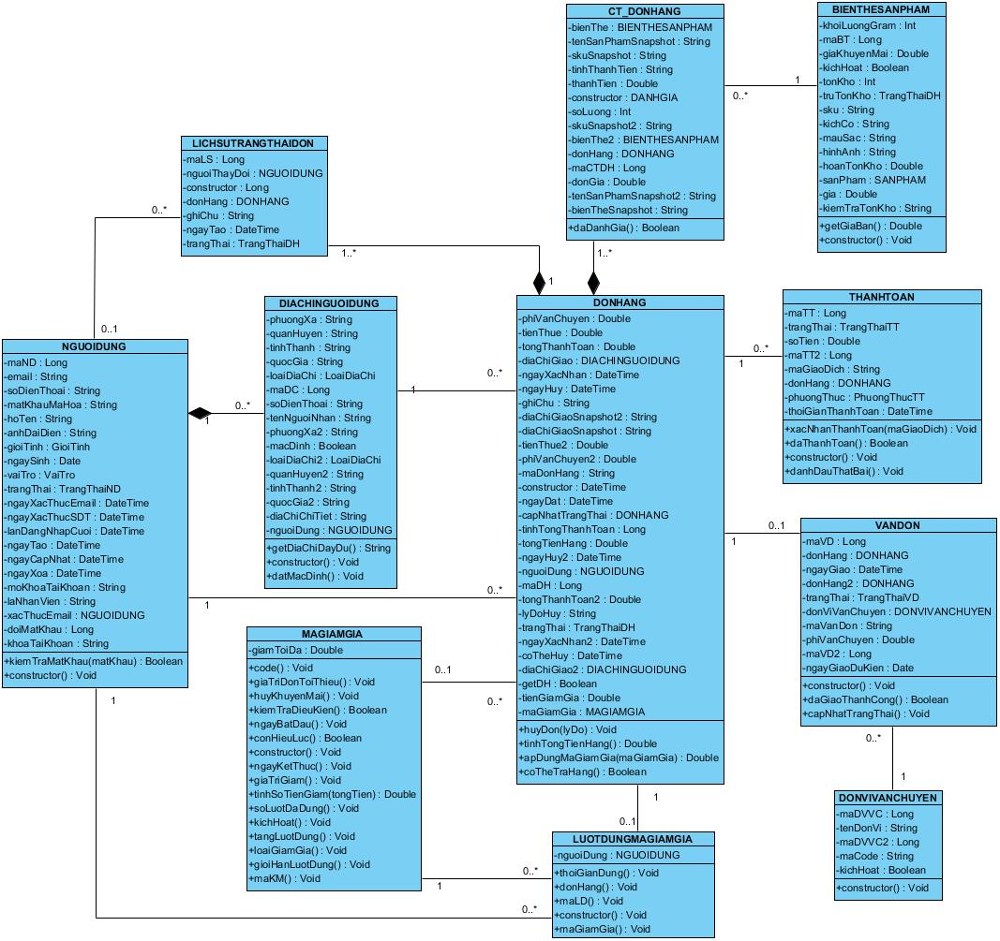 CT_DONHANG
-bienThe : BIENTHESANPHAM
-tenSanPhamSnapshot : String
-skuSnapshot : String
-tinhThanhTien : String
-thanhTien : Double
-constructor : DANHGIA
-soLuong : Int
-skuSnapshot2 : String
-bienThe2 : BIENTHESANPHAM
-donHang : DONHANG
-maCTDH : Long
-donGia : Double
-tenSanPhamSnapshot2 : String
-bienTheSnapshot : String
+daDanhGia() : Boolean
0..*
1
BIENTHESANPHAM
-khoiLuongGram : Int
-maBT : Long
-giaKhuyenMai : Double
-kichHoat : Boolean
-tonKho : Int
-truTonKho : TrangThaiDH
-sku : String
-kichCo : String
-mauSac : String
-hinhAnh : String
-hoanTonKho : Double
-sanPham : SANPHAM
-gia : Double
-kiemTraTonKho : String
+getGiaBan() : Double
+constructor() : Void
LICHSUTRANGTHAIDON
-maLS : Long
-nguoiThayDoi : NGUOIDUNG
-constructor : Long
-donHang : DONHANG
-ghiChu : String
-ngayTao : DateTime
-trangThai : TrangThaiDH
0..*
0..1
1..*
1
1..*
NGUOIDUNG
-maND : Long
-email : String
-soDienThoai : String
-matKhauMaHoa : String
-hoTen : String
-anhDaiDien : String
-gioiTinh : GioiTinh
-ngaySinh : Date
-vaiTro : VaiTro
-trangThai : TrangThaiND
-ngayXacThucEmail : DateTime
-ngayXacThucSDT : DateTime
-lanDangNhapCuoi : DateTime
-ngayTao : DateTime
-ngayCapNhat : DateTime
-ngayXoa : DateTime
-moKhoaTaiKhoan : String
-laNhanVien : String
-xacThucEmail : NGUOIDUNG
-doiMatKhau : Long
-khoaTaiKhoan : String
+kiemTraMatKhau(matKhau) : Boolean
+constructor() : Void
0..*
1
DIACHINGUOIDUNG
-phuongXa : String
-quanHuyen : String
-tinhThanh : String
-quocGia : String
-loaiDiaChi : LoaiDiaChi
-maDC : Long
-soDienThoai : String
-tenNguoiNhan : String
-phuongXa2 : String
-macDinh : Boolean
-loaiDiaChi2 : LoaiDiaChi
-quanHuyen2 : String
-tinhThanh2 : String
-quocGia2 : String
-diaChiChiTiet : String
-nguoiDung : NGUOIDUNG
+getDiaChiDayDu() : String
+constructor() : Void
+datMacDinh() : Void
1
0..*
1
0..*
DONHANG
-phiVanChuyen : Double
-tienThue : Double
-tongThanhToan : Double
-diaChiGiao : DIACHINGUOIDUNG
-ngayXacNhan : DateTime
-ngayHuy : DateTime
-ghiChu : String
-diaChiGiaoSnapshot2 : String
-diaChiGiaoSnapshot : String
-tienThue2 : Double
-phiVanChuyen2 : Double
-maDonHang : String
-constructor : DateTime
-ngayDat : DateTime
-capNhatTrangThai : DONHANG
-tinhTongThanhToan : Long
-tongTienHang : Double
-ngayHuy2 : DateTime
-nguoiDung : NGUOIDUNG
-maDH : Long
-tongThanhToan2 : Double
-lyDoHuy : String
-trangThai : TrangThaiDH
-ngayXacNhan2 : DateTime
-coTheHuy : DateTime
-diaChiGiao2 : DIACHINGUOIDUNG
-getDH : Boolean
-tienGiamGia : Double
-maGiamGia : MAGIAMGIA
+huyDon(lyDo) : Void
+tinhTongTienHang() : Double
+apDungMaGiamGia(maGiamGia) : Double
+coTheTraHang() : Boolean
0..*
1
THANHTOAN
-maTT : Long
-trangThai : TrangThaiTT
-soTien : Double
-maTT2 : Long
-maGiaoDich : String
-donHang : DONHANG
-phuongThuc : PhuongThucTT
-thoiGianThanhToan : DateTime
+xacNhanThanhToan(maGiaoDich) : Void
+daThanhToan() : Boolean
+constructor() : Void
+danhDauThatBai() : Void
0..1
1
VANDON
-maVD : Long
-donHang : DONHANG
-ngayGiao : DateTime
-donHang2 : DONHANG
-trangThai : TrangThaiVD
-donViVanChuyen : DONVIVANCHUYEN
-maVanDon : String
-phiVanChuyen : Double
-maVD2 : Long
-ngayGiaoDuKien : Date
+constructor() : Void
+daGiaoThanhCong() : Boolean
+capNhatTrangThai() : Void
0..*
1
DONVIVANCHUYEN
-maDVVC : Long
-tenDonVi : String
-maDVVC2 : Long
-maCode : String
-kichHoat : Boolean
+constructor() : Void
MAGIAMGIA
-giamToiDa : Double
+code() : Void
+giaTriDonToiThieu() : Void
+huyKhuyenMai() : Void
+kiemTraDieuKien() : Boolean
+ngayBatDau() : Void
+conHieuLuc() : Boolean
+constructor() : Void
+ngayKetThuc() : Void
+giaTriGiam() : Void
+tinhSoTienGiam(tongTien) : Double
+soLuotDaDung() : Void
+kichHoat() : Void
+tangLuotDung() : Void
+loaiGiamGia() : Void
+gioiHanLuotDung() : Void
+maKM() : Void
0..1
0..*
1
0..1
1
0..*
1
0..*
LUOTDUNGMAGIAMGIA
-nguoiDung : NGUOIDUNG
+thoiGianDung() : Void
+donHang() : Void
+maLD() : Void
+constructor() : Void
+maGiamGia() : Void